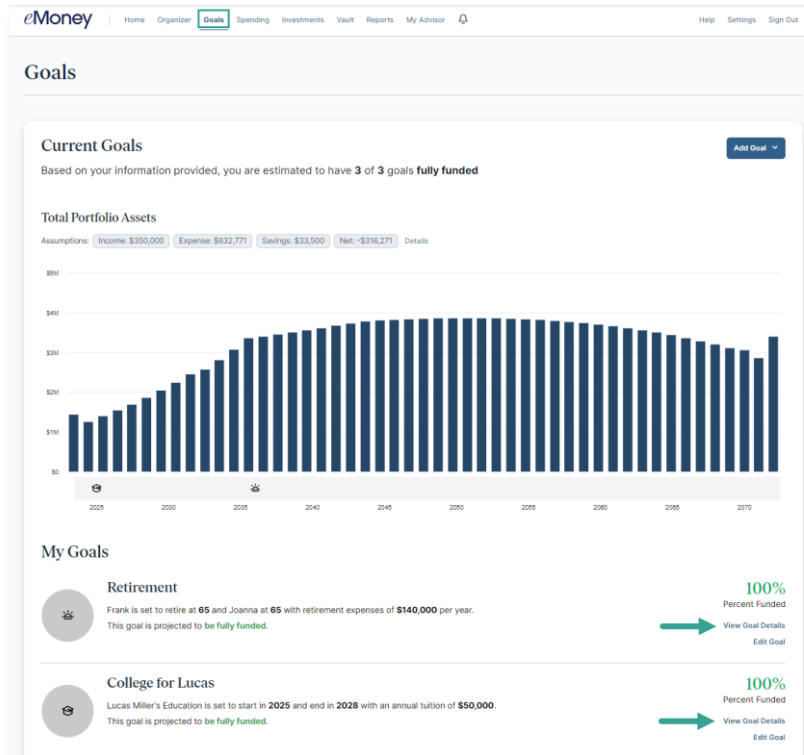 eMoney
Home Organizer Goals Spending Investments Vault Reports My Advisor
Help Settings Sign Out
Goals
Current Goals
Add Goal
Based on your information provided, you are estimated to have 3 of 3 goals fully funded
Total Portfolio Assets
Assumptions: Income: $350,000 Expense: $632,771 Savings: $33,500 Net: -$316,271 Details
$4M
$3M
$2M
$1M
$0
2025 2030 2035 2040 2045 2050 2055 2060 2065 2070
My Goals
Retirement
100%
Frank is set to retire at 65 and Joanna at 65 with retirement expenses of $140,000 per year.
Percent Funded
This goal is projected to be fully funded.
View Goal Details
Edit Goal
College for Lucas
100%
Lucas Miller's Education is set to start in 2025 and end in 2028 with an annual tuition of $50,000.
Percent Funded
This goal is projected to be fully funded.
View Goal Details
Edit Goal